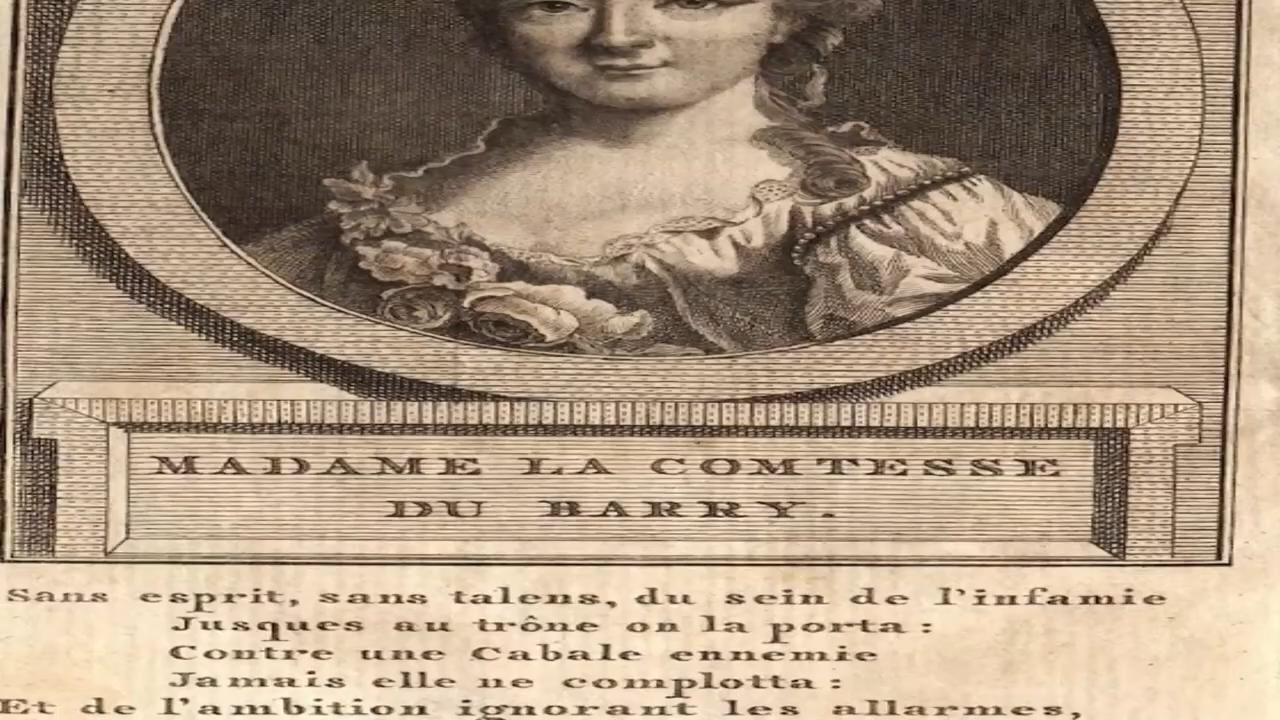 MADAME LA COMTESSE
DU BARRY.
Sans esprit, sans talens, du sein de l'infamie
Jusques au trône on la porta :
Contre une Cabale ennemie
Jamais elle ne complotta :
Et de l'ambition ignorant les allarmes,